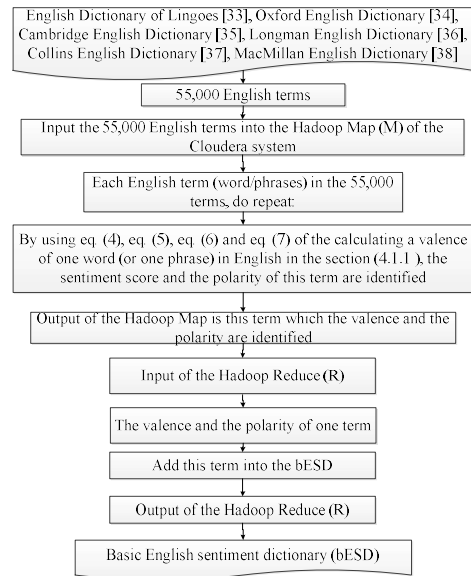 English Dictionary of Lingoes [33], Oxford English Dictionary [34],
Cambridge English Dictionary [35], Longman English Dictionary [36],
Collins English Dictionary [37], MacMillan English Dictionary [38]
55,000 English terms
Input the 55,000 English terms into the Hadoop Map (M) of the
Cloudera system
Each English term (word/phrases) in the 55,000
terms, do repeat:
By using eq. (4), eq. (5), eq. (6) and eq. (7) of the calculating a valence
of one word (or one phrase) in English in the section (4.1.1 ), the
sentiment score and the polarity of this term are identified
Output of the Hadoop Map is this term which the valence and the
polarity are identified
Input of the Hadoop Reduce (R)
The valence and the polarity of one term
Add this term into the bESD
Output of the Hadoop Reduce (R)
Basic English sentiment dictionary (bESD)